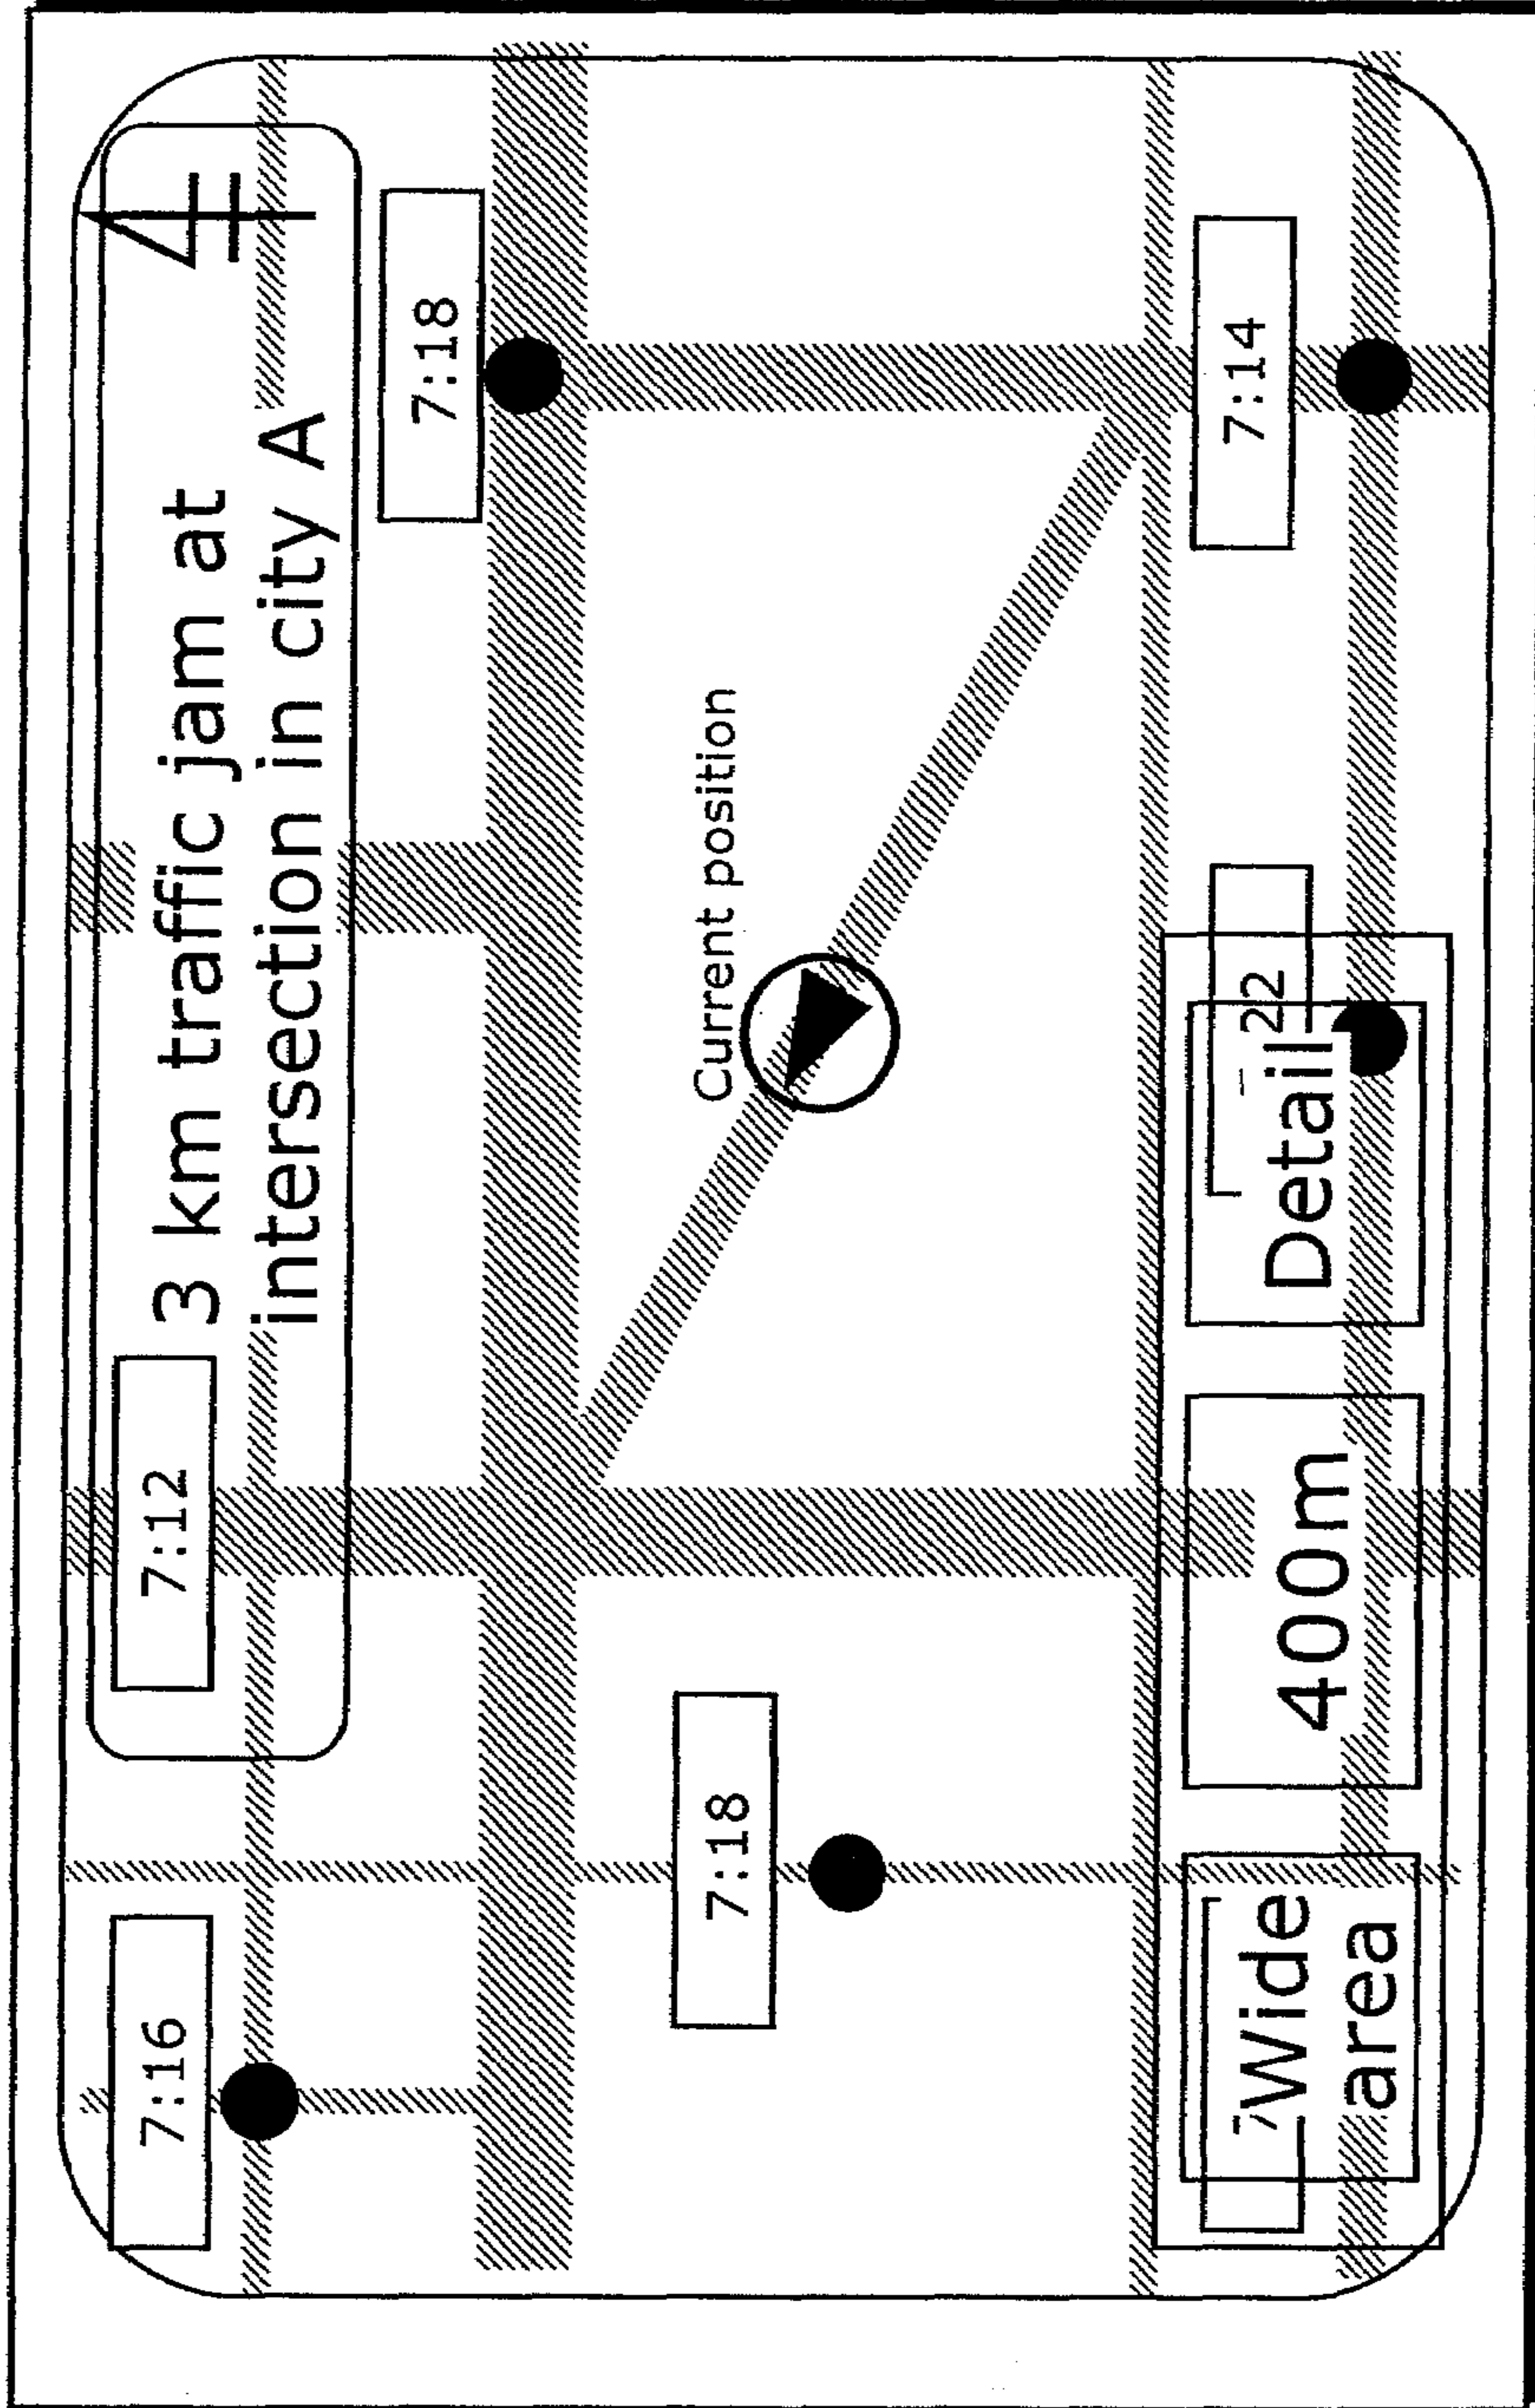 7:16
7:12
3 km traffic jam at
intersection in city A
7:18
Current position
7:18
7:14
7
Wide
area
400m
22
Detail